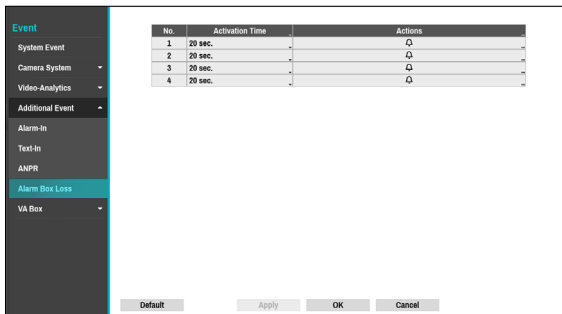 Event
System Event
Camera System
Video-Analytics
Additional Event
Alarm-In
Text-In
ANPR
Alarm Box Loss
VA Box
No. Activation Time Actions
1 20 sec.
2 20 sec.
3 20 sec.
4 20 sec.
Default Apply OK Cancel